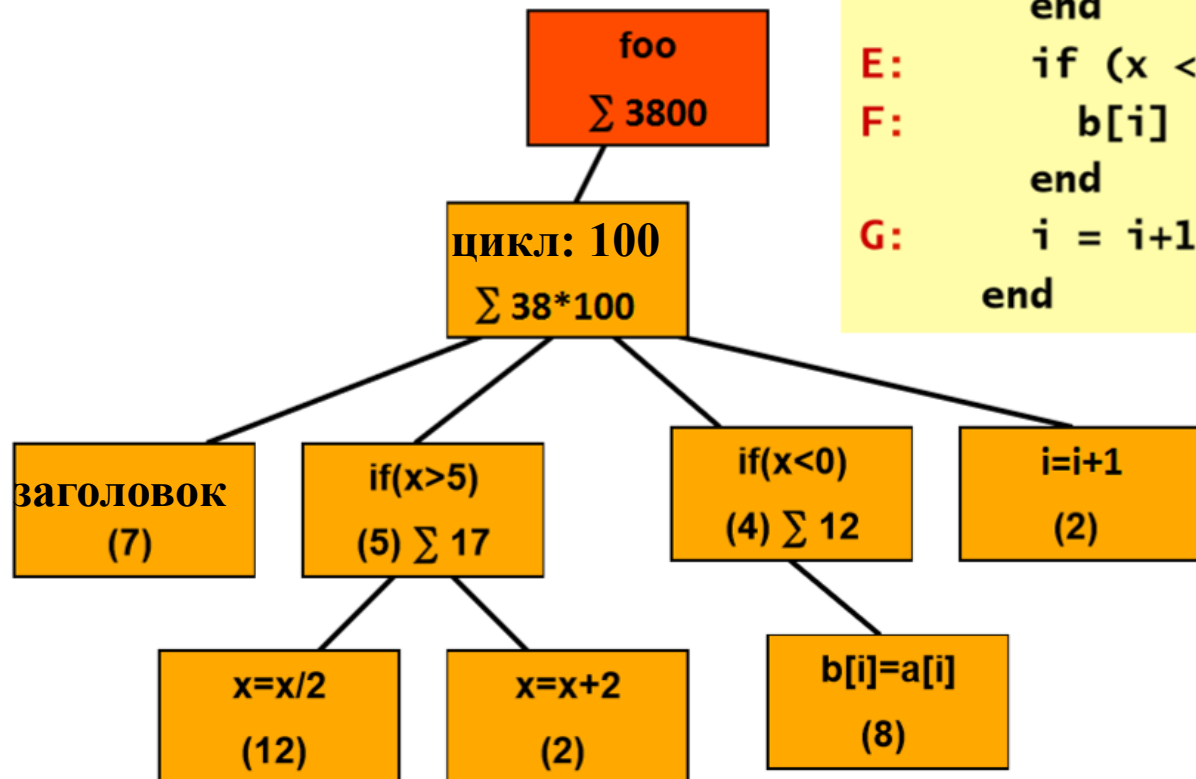 foo
∑ 3800
цикл: 100
∑ 38*100
заголовок
(7)
if(x>5)
(5) ∑ 17
if(x<0)
(4) ∑ 12
i=i+1
(2)
x=x/2
(12)
x=x+2
(2)
b[i]=a[i]
(8)
end
E: if (x <
F: b[i]
end
G: i = i+1
end